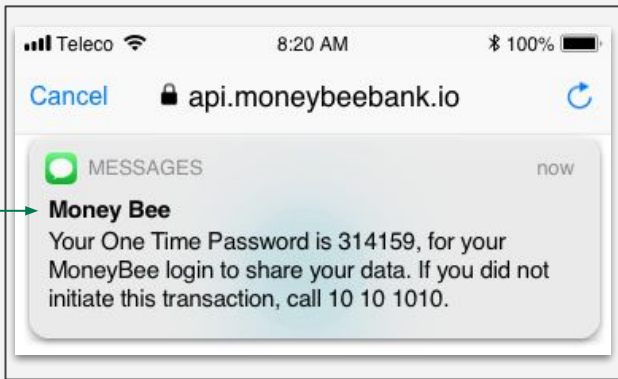 Teleco 8:20 AM 100%
Cancel api.moneybeebank.io
MESSAGES now
Money Bee
Your One Time Password is 314159, for your
MoneyBee login to share your data. If you did not
initiate this transaction, call 10 10 1010.